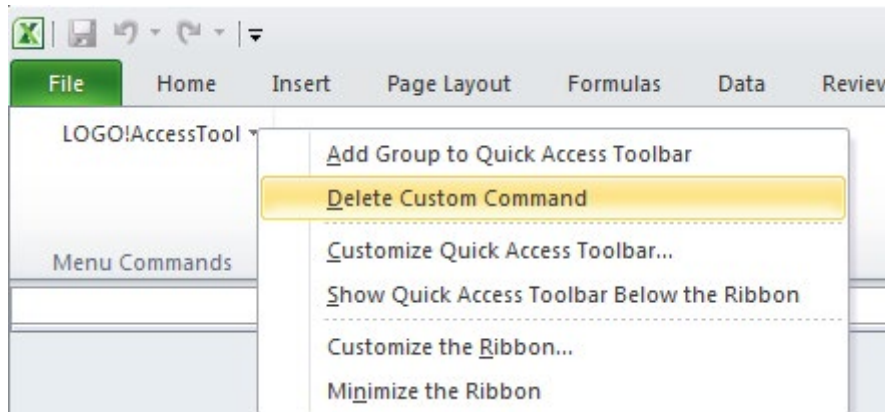 File Home Insert Page Layout Formulas Data Review
LOGO!AccessTool
Add Group to Quick Access Toolbar
Delete Custom Command
Customize Quick Access Toolbar...
Menu Commands
Show Quick Access Toolbar Below the Ribbon
Customize the Ribbon...
Minimize the Ribbon